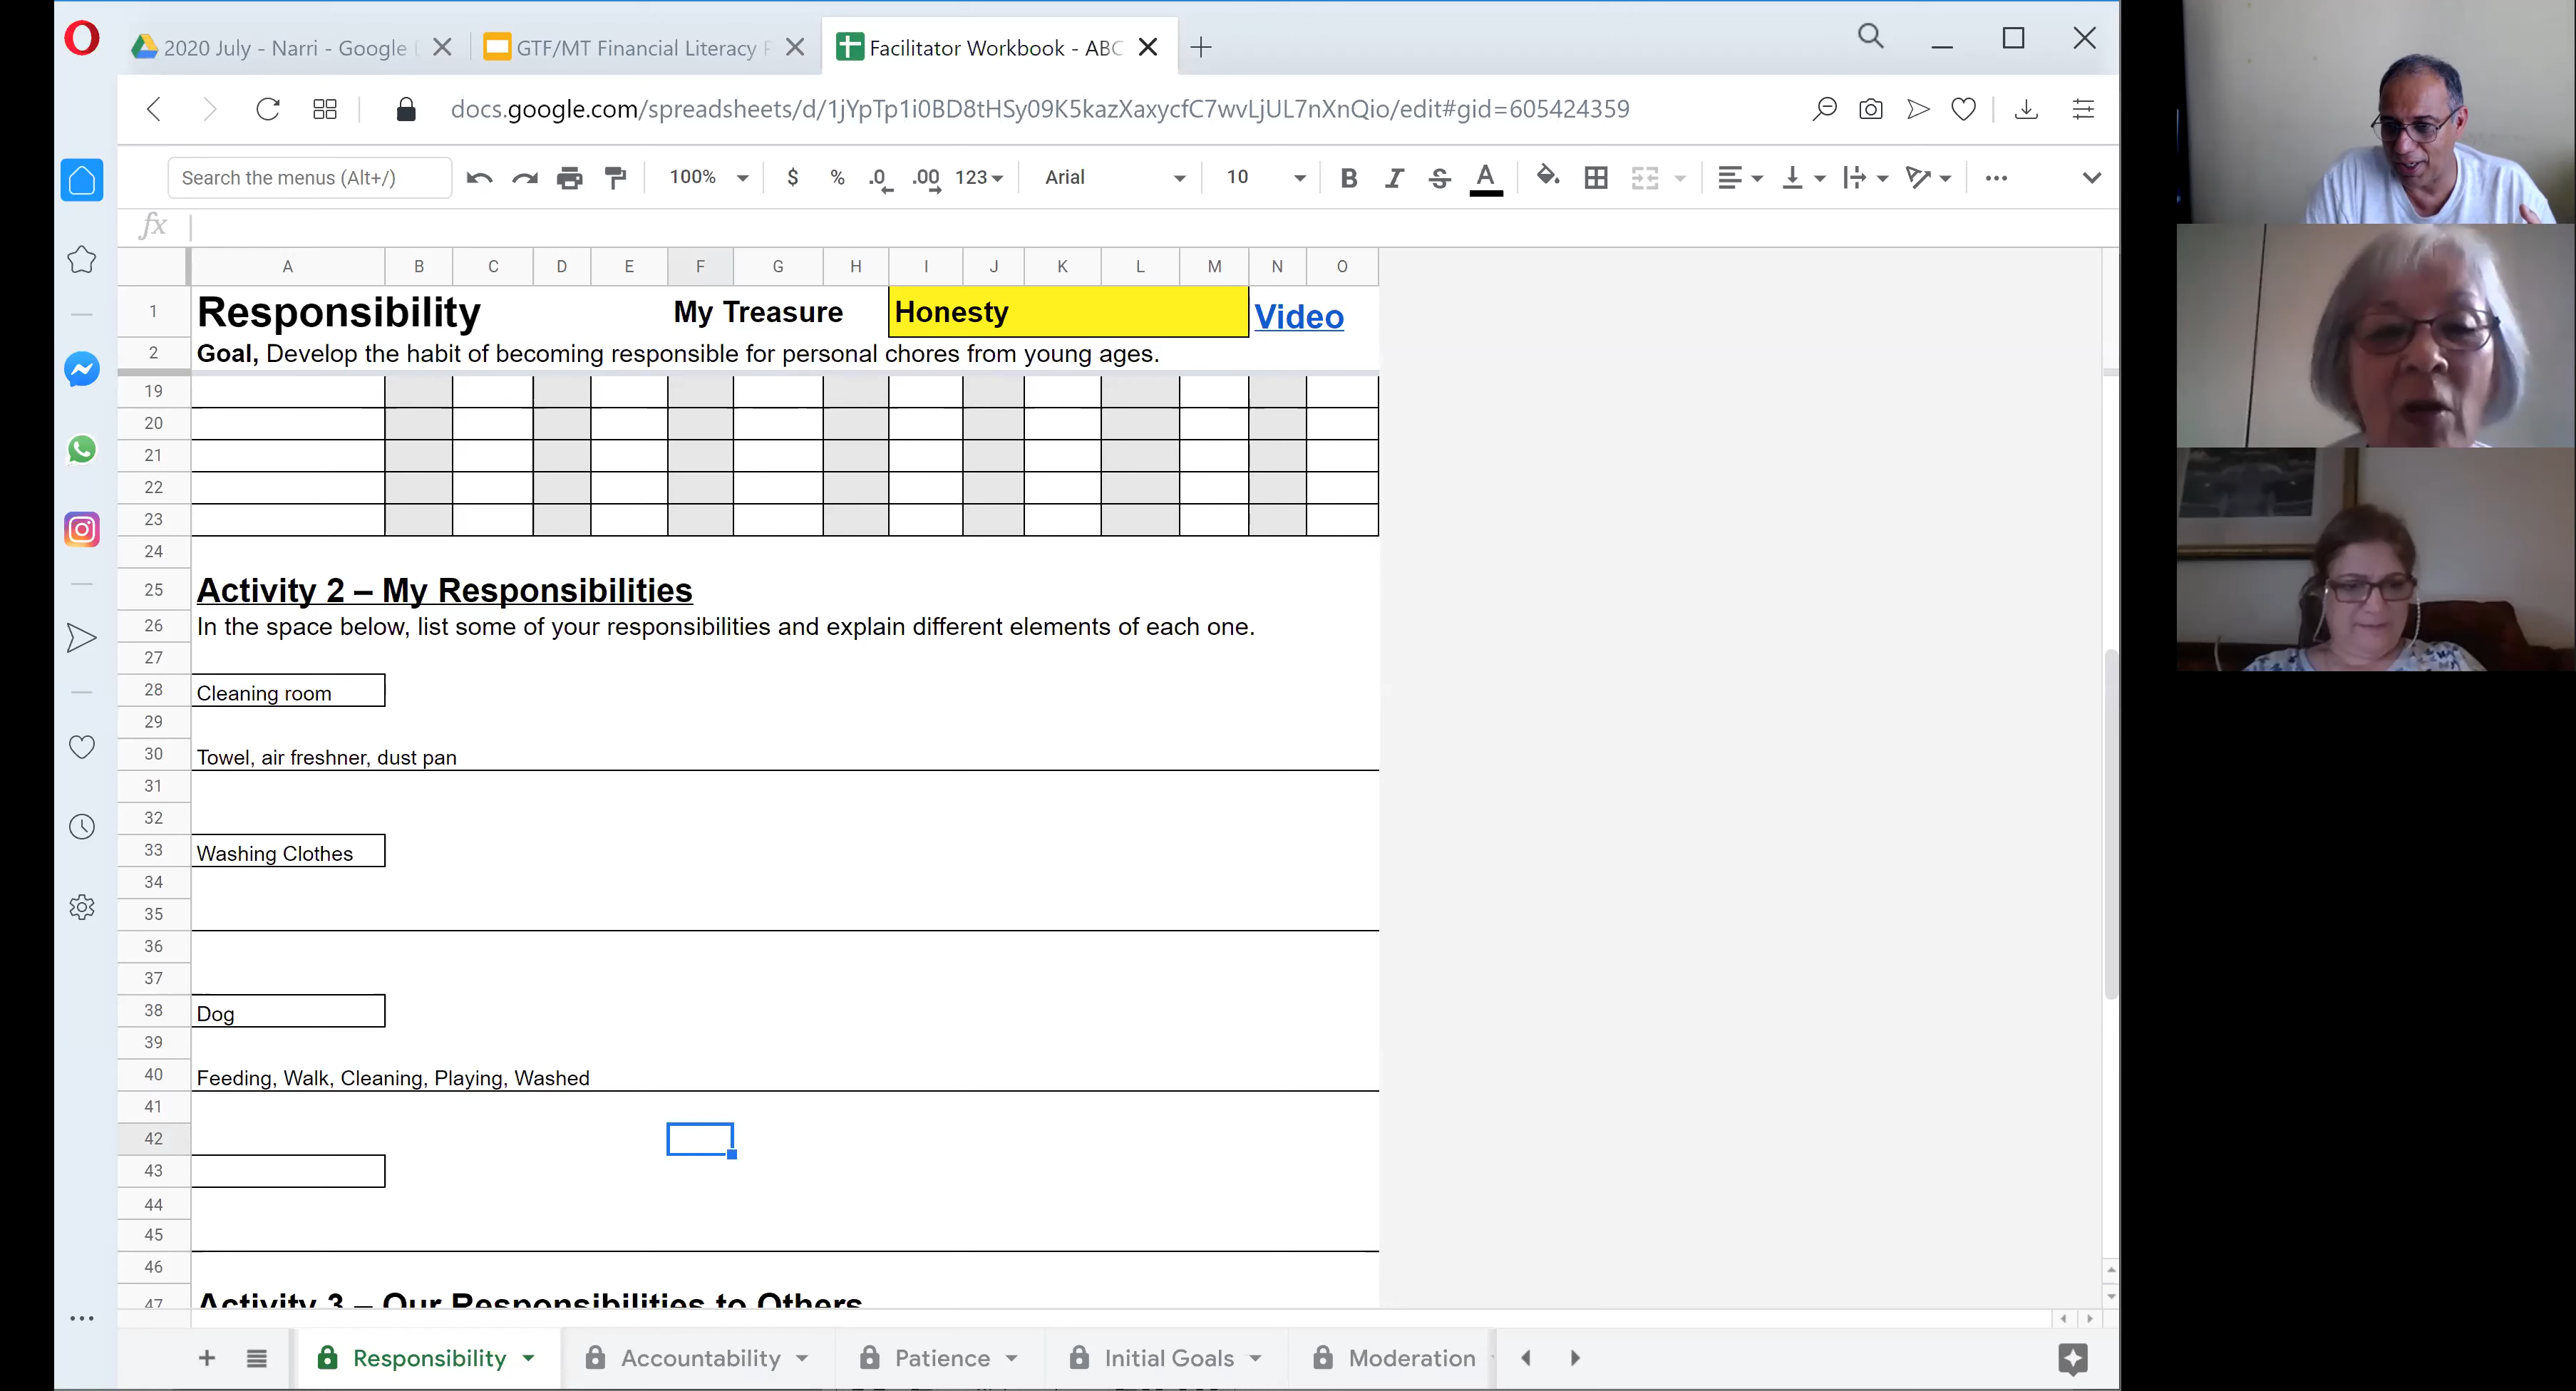 2020 July - Narri - Google
GTF/MT Financial Literacy
Facilitator Workbook - ABC
docs.google.com/spreadsheets/d/1jYpTp1i0BD8tHSy09K5kazXaxycfC7wvLjUL7nXnQio/edit#gid=605424359
Search the menus (Alt+/)
100%
$
%
.0
.00
123
Arial
10
B
I
S
A
fx
A B C D E F G H I J K L M N O
1 Responsibility My Treasure Honesty Video
2 Goal, Develop the habit of becoming responsible for personal chores from young ages.
19
20
21
22
23
24
25 Activity 2 – My Responsibilities
26 In the space below, list some of your responsibilities and explain different elements of each one.
27
28 Cleaning room
29
30 Towel, air freshner, dust pan
31
32
33 Washing Clothes
34
35
36
37
38 Dog
39
40 Feeding, Walk, Cleaning, Playing, Washed
41
42
43
44
45
46
47 Activity 3 – Our Responsibilities to Others
Responsibility
Accountability
Patience
Initial Goals
Moderation